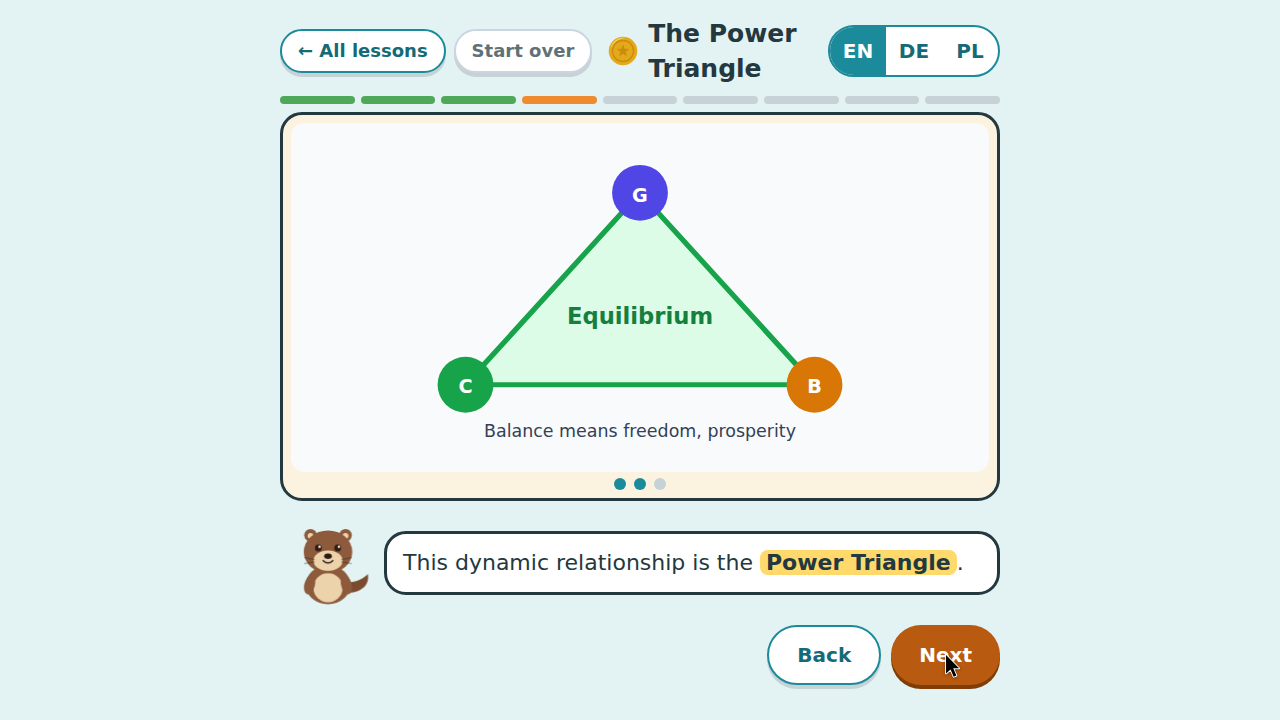 ← All lessons
Start over
The Power
Triangle
EN
DE
PL
G
Equilibrium
C
B
Balance means freedom, prosperity
This dynamic relationship is the Power Triangle.
Back
Next